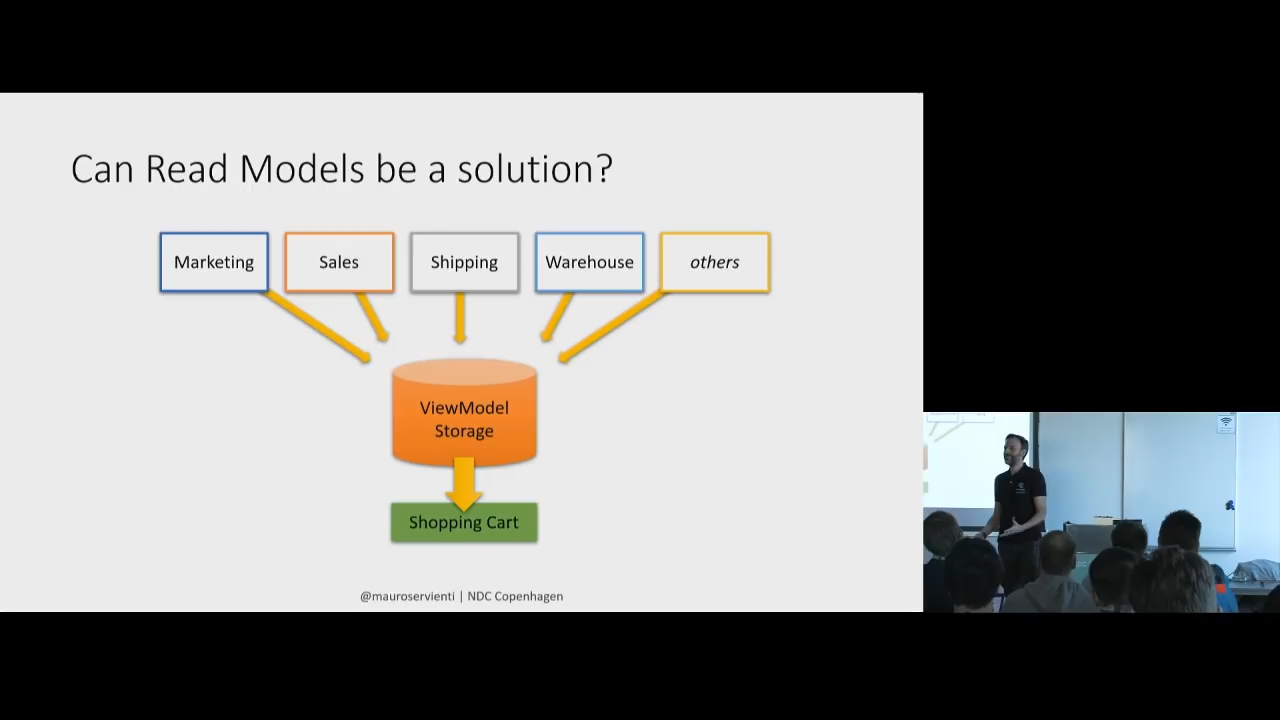 Can Read Models be a solution?
Marketing
Sales
Shipping
Warehouse
others
ViewModel
Storage
Shopping Cart
@mauroservienti | NDC Copenhagen